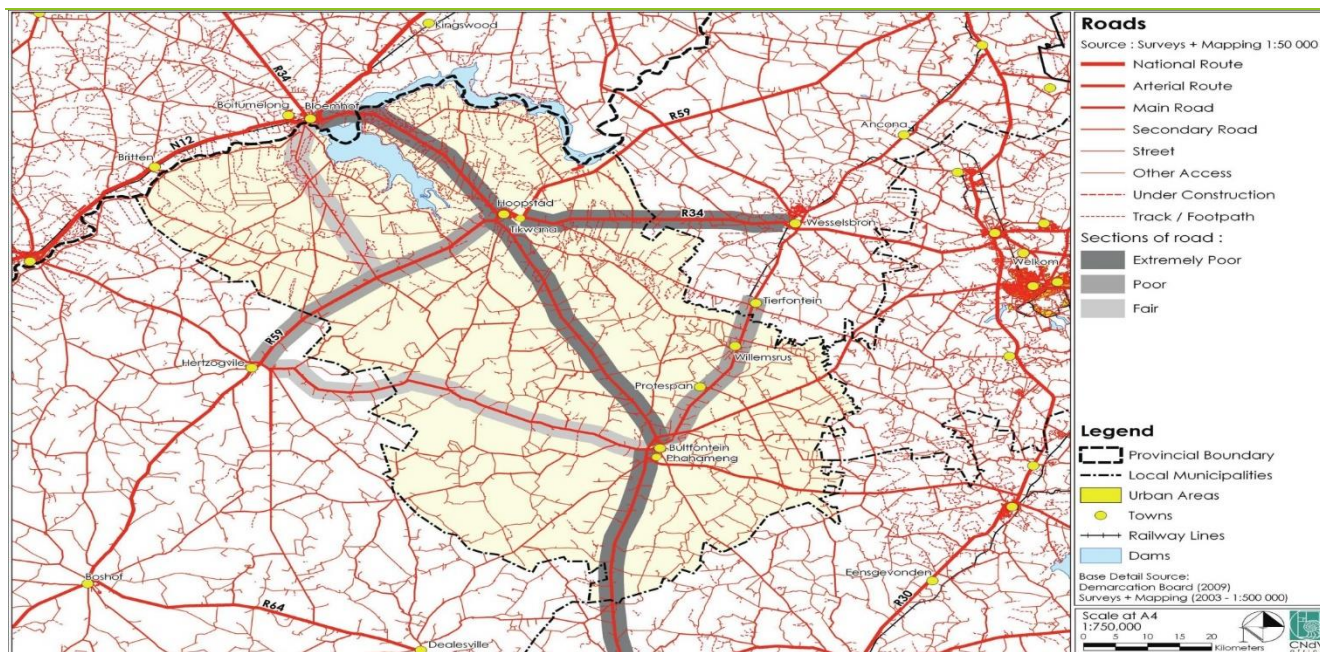 Kingswood
R34
Boitumelong
Bloemhof
R59
Ancona
N12
Britten
Hoopstad
Tikwana
R34
Wesselsbron
Welkom
Tierfontein
R59
Willemsrus
Hertzogville
Protespan
Bultfontein
Phahameng
Boshof
Eensgevonden
R30
R64
Dealesville
Roads
Source : Surveys + Mapping 1:50 000
National Route
Arterial Route
Main Road
Secondary Road
Street
Other Access
Under Construction
Track / Footpath
Sections of road :
Extremely Poor
Poor
Fair
Legend
Provincial Boundary
Local Municipalities
Urban Areas
Towns
Railway Lines
Dams
Base Detail Source:
Demarcation Board (2009)
Surveys + Mapping (2003 - 1:500 000)
Scale at A4
1:750,000
0 5 10 15 20
Kilometers
CNdV